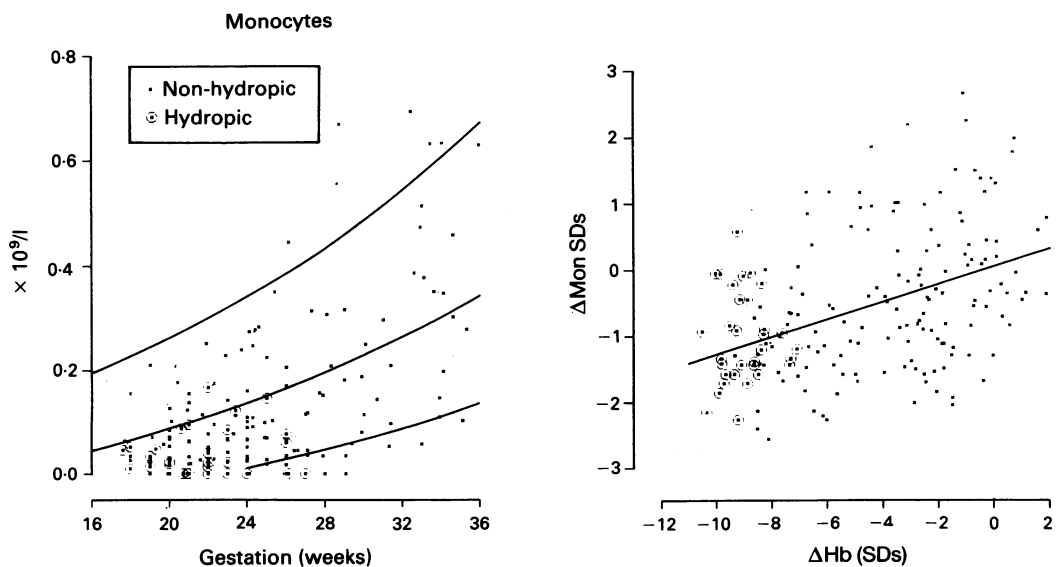 Monocytes
0·8
0·6
0·4
0·2
0·0
× 10⁹/l
Non-hydropic
Hydropic
16 20 24 28 32 36
Gestation (weeks)
3
2
1
0
−1
−2
−3
ΔMon SDs
−12 −10 −8 −6 −4 −2 0 2
ΔHb (SDs)